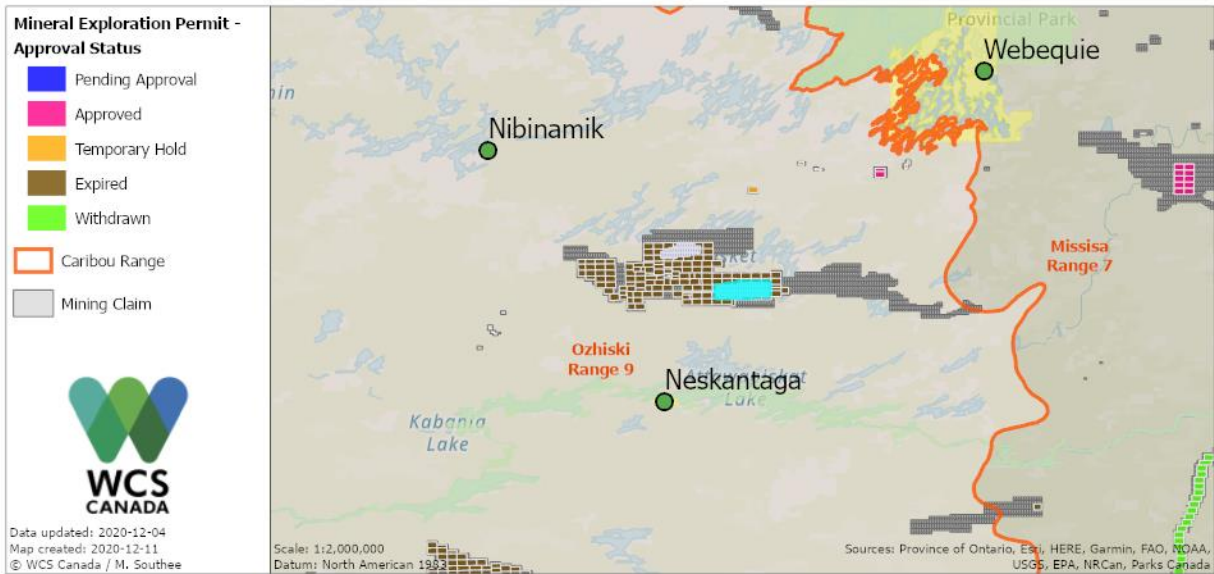 Mineral Exploration Permit -
Approval Status
Pending Approval
Approved
Temporary Hold
Expired
Withdrawn
Caribou Range
Mining Claim
WCS
CANADA
Data updated: 2020-12-04
Map created: 2020-12-11
© WCS Canada / M. Southee
Provincial Park
Webequie
Nibinamik
Missisa
Range 7
Ozhiski
Range 9
Neskantaga
Lake
Kabania
Lake
Scale: 1:2,000,000
Datum: North American 1983
Sources: Province of Ontario, Esri, HERE, Garmin, FAO, NOAA,
USGS, EPA, NRCan, Parks Canada